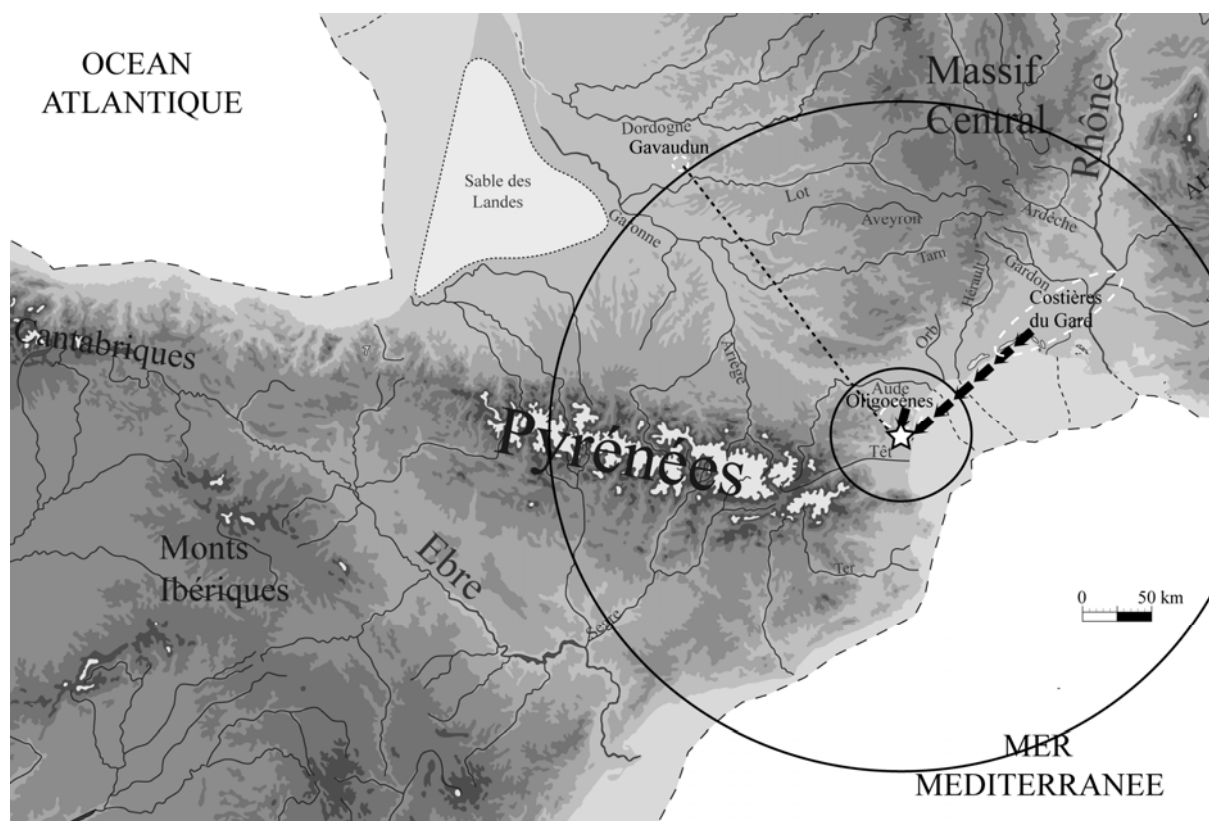 OCEAN
ATLANTIQUE
Massif
Central
Rhône
Dordogne
Gavaudun
Sable des
Landes
Lot
Garonne
Aveyron
Ardèche
Tarn
Gardon
Hérault
Costières
du Gard
Orb
Cantabriques
Ariège
Aude
Oligocènes
Pyrénées
Têt
Monts
Ibériques
Ebre
Ter
Segre
0 50 km
MER
MEDITERRANEE